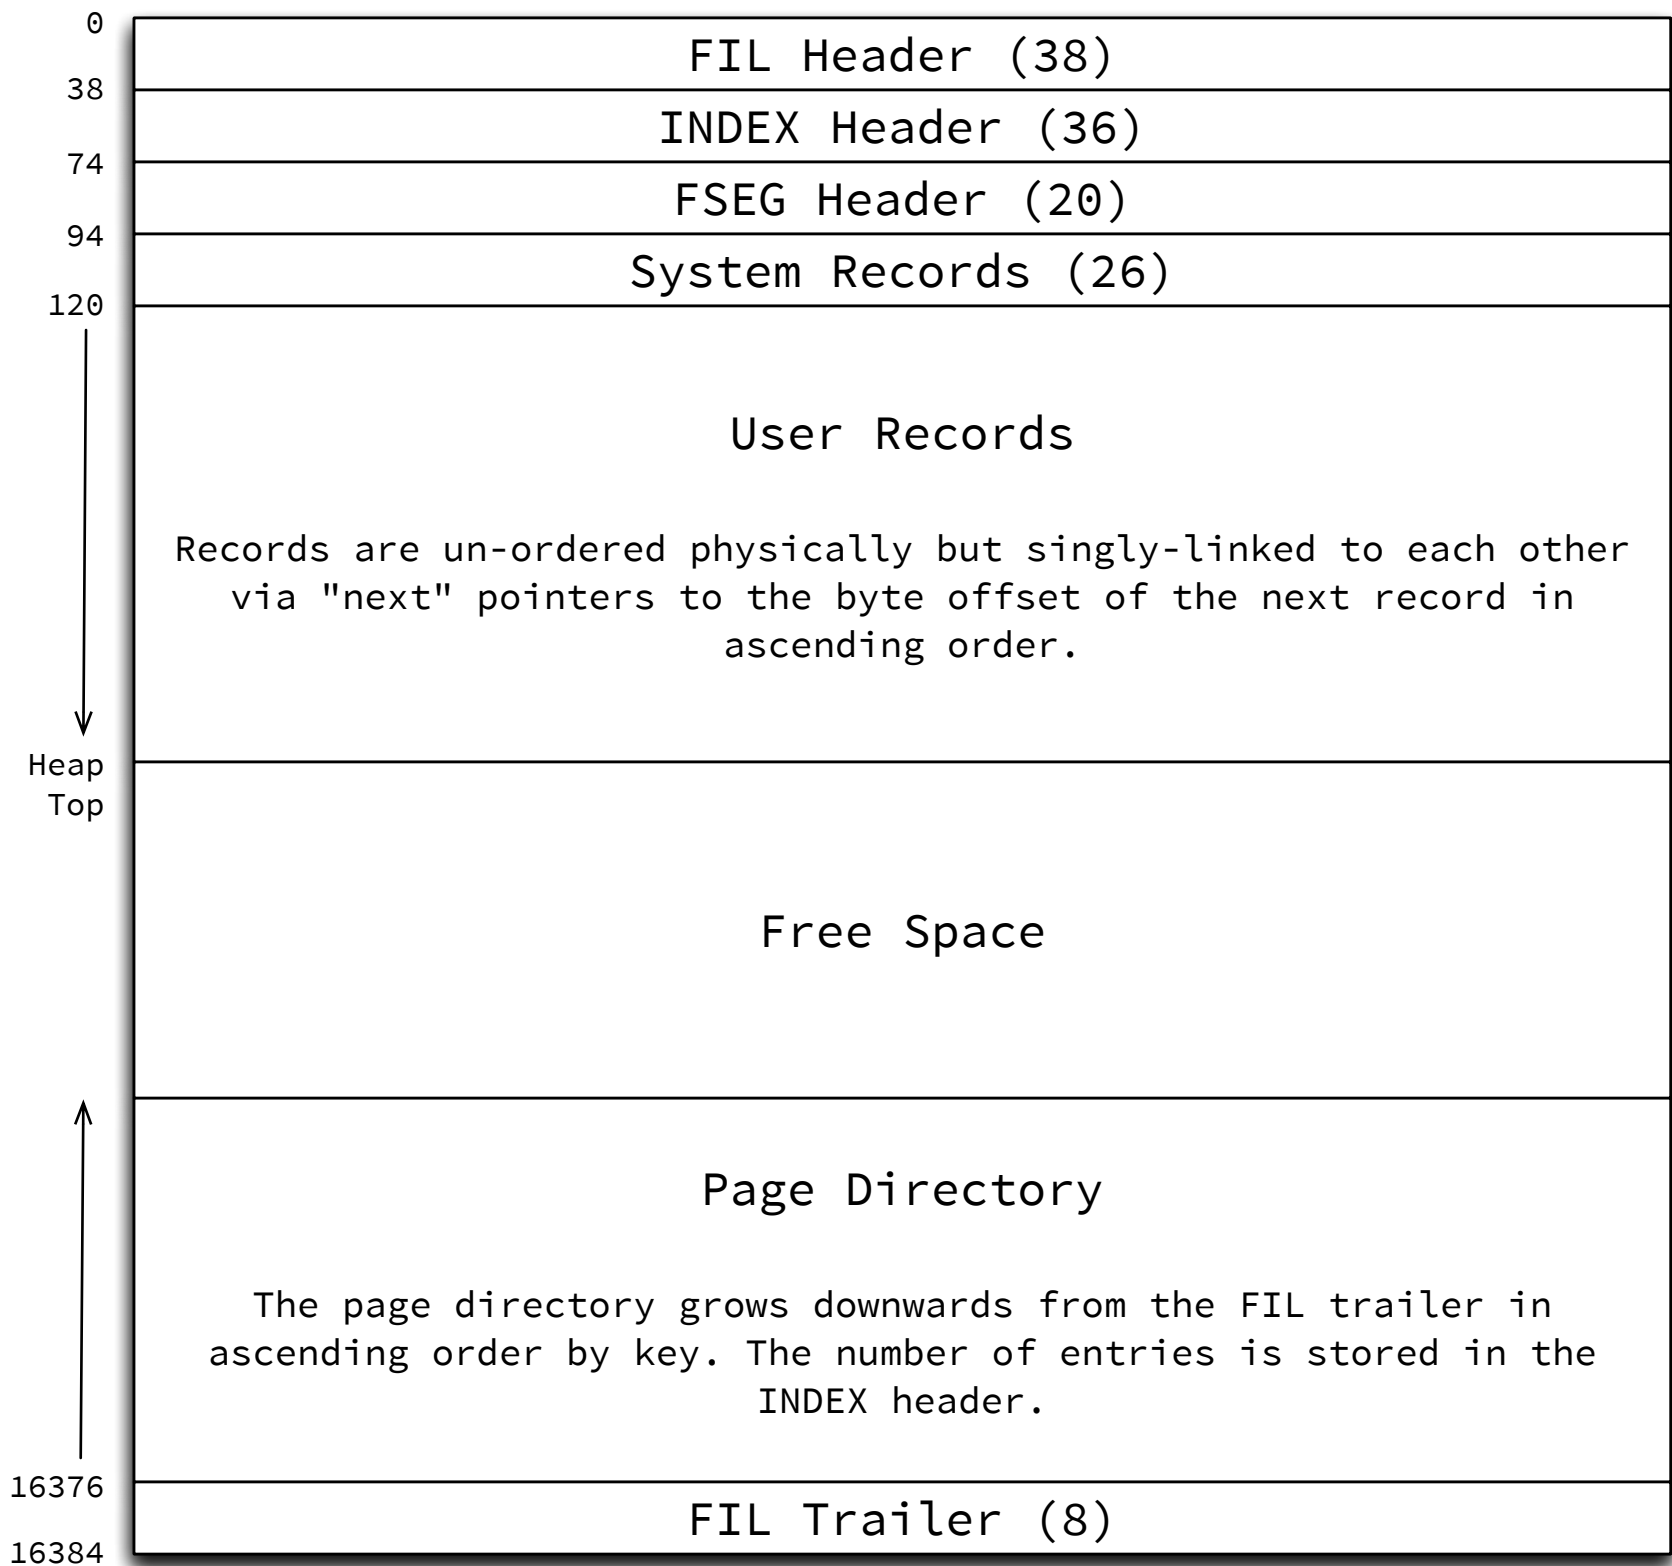 0
FIL Header (38)
38
INDEX Header (36)
74
FSEG Header (20)
94
System Records (26)
120
User Records
Records are un-ordered physically but singly-linked to each other
via "next" pointers to the byte offset of the next record in
ascending order.
Heap
Top
Free Space
Page Directory
The page directory grows downwards from the FIL trailer in
ascending order by key. The number of entries is stored in the
INDEX header.
16376
FIL Trailer (8)
16384